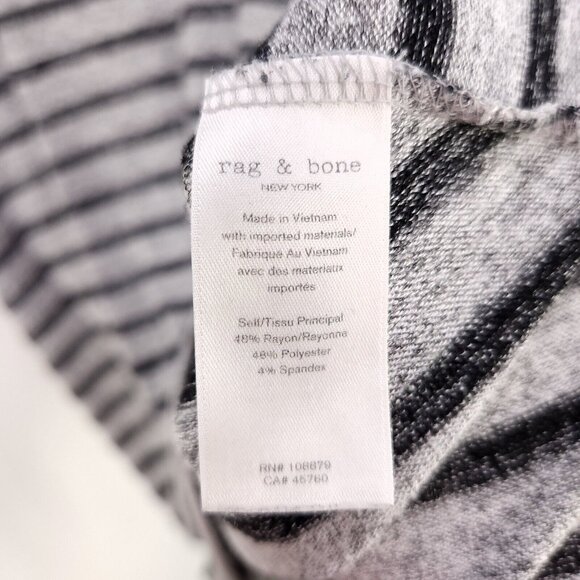 rag & bone
NEW YORK
Made in Vietnam
with imported materials/
Fabriqué Au Vietnam
avec des materiaux
importés
Self/Tissu Principal
48% Rayon/Rayonne
48% Polyester
4% Spandex
RN# 108879
CA# 45760